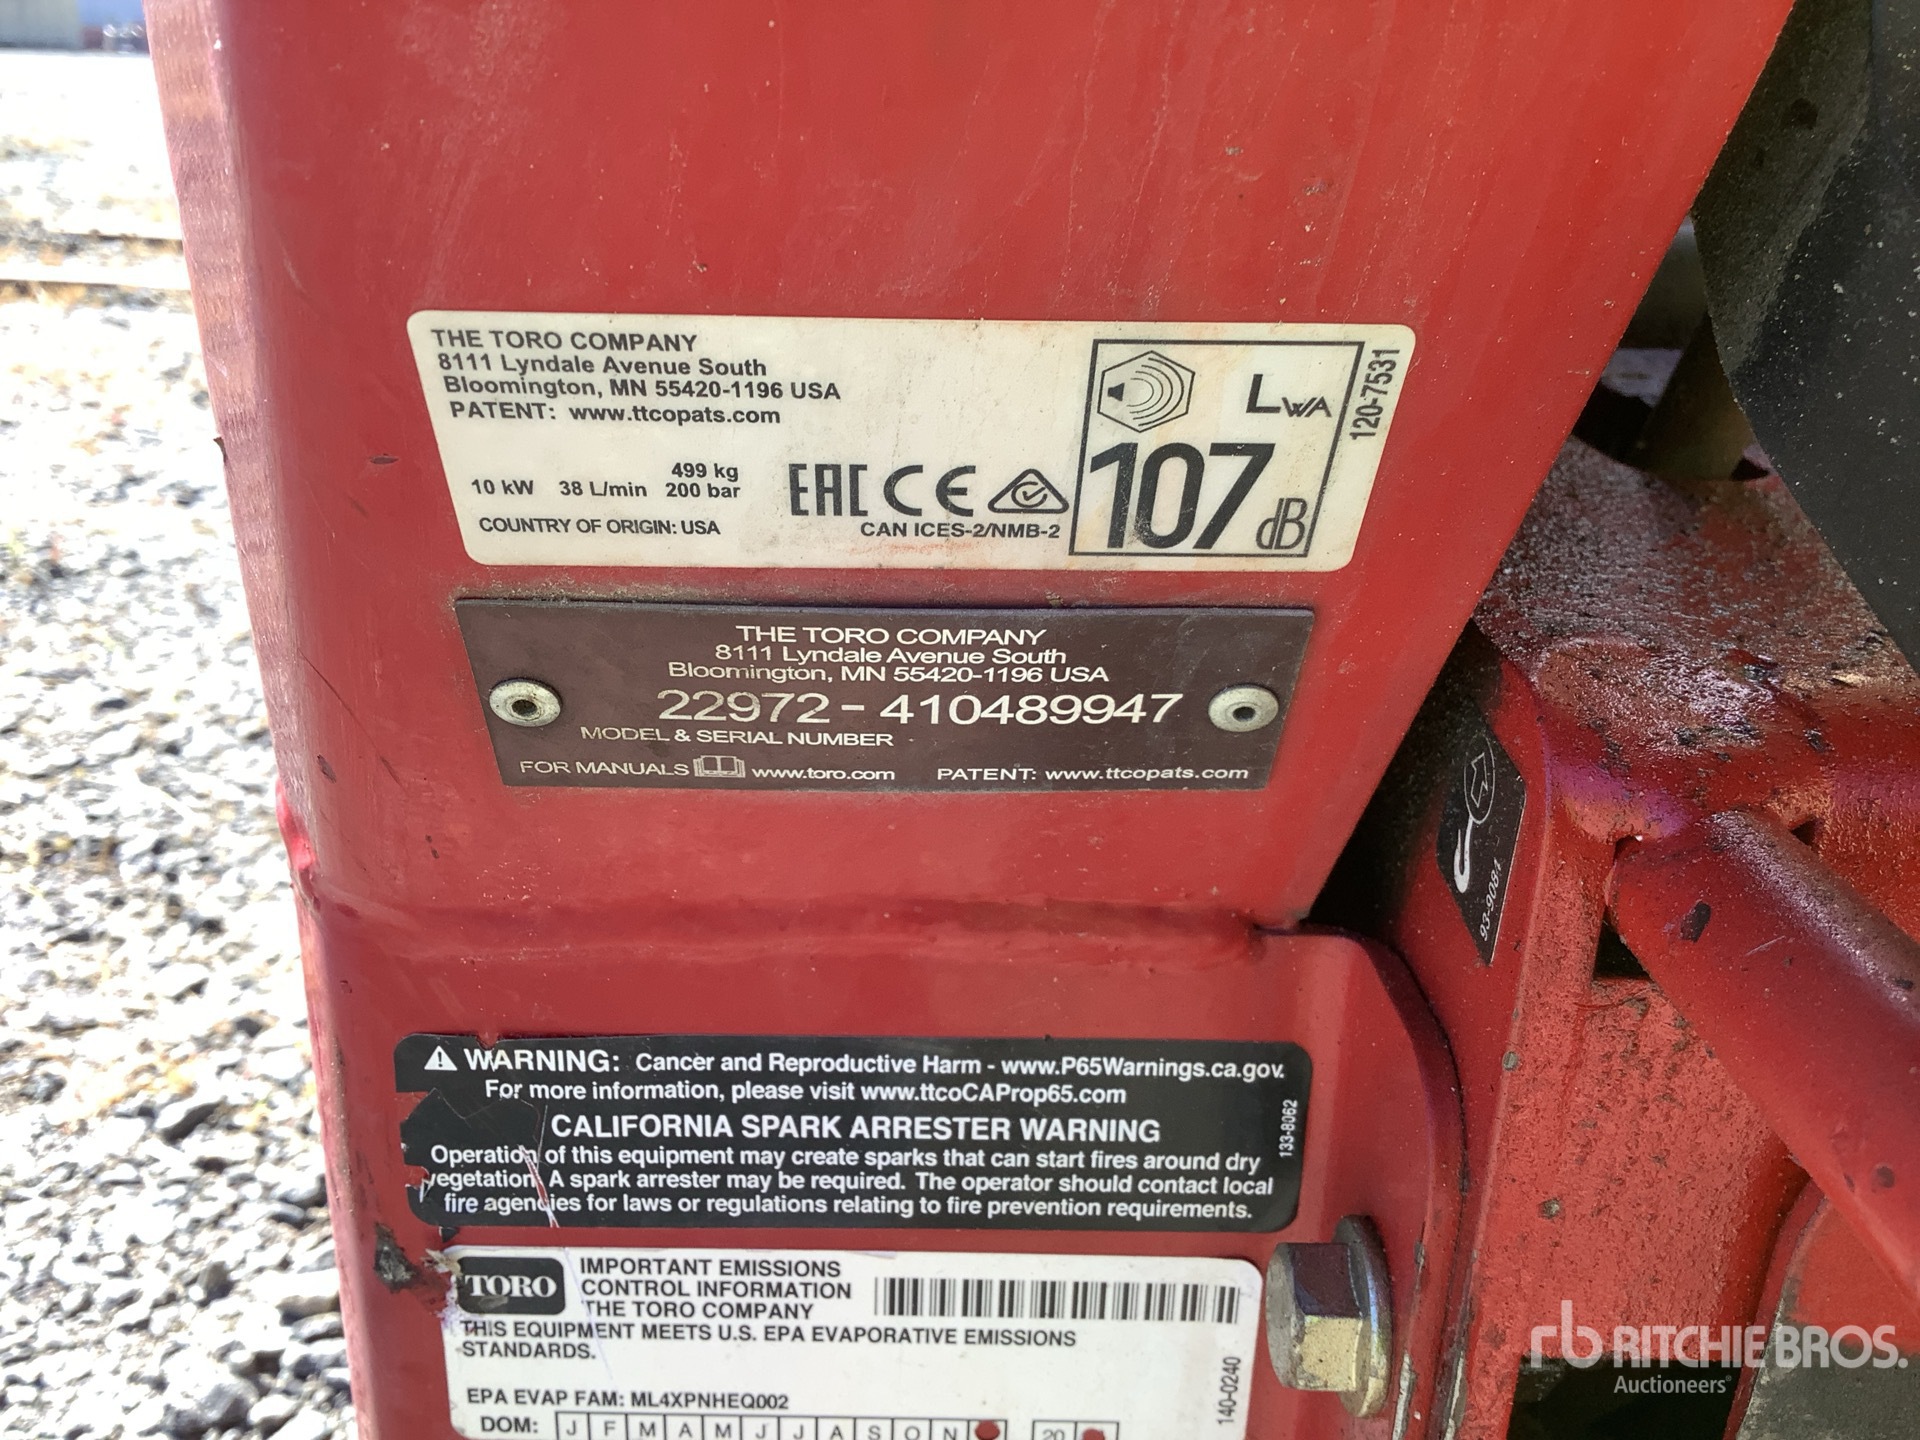 THE TORO COMPANY
8111 Lyndale Avenue South
Bloomington, MN 55420-1196 USA
PATENT: www.ttcopats.com
499 kg
10 kW 38 L/min 200 bar
COUNTRY OF ORIGIN: USA
EAC CE
CAN ICES-2/NMB-2
LWA
107
dB
120-7531
THE TORO COMPANY
8111 Lyndale Avenue South
Bloomington, MN 55420-1196 USA
22972-410489947
MODEL & SERIAL NUMBER
FOR MANUALS www.toro.com PATENT: www.ttcopats.com
93-9084
WARNING: Cancer and Reproductive Harm - www.P65Warnings.ca.gov.
For more information, please visit www.ttcoCAProp65.com
CALIFORNIA SPARK ARRESTER WARNING
Operation of this equipment may create sparks that can start fires around dry
vegetation. A spark arrester may be required. The operator should contact local
fire agencies for laws or regulations relating to fire prevention requirements.
133-8062
TORO
IMPORTANT EMISSIONS
CONTROL INFORMATION
THE TORO COMPANY
THIS EQUIPMENT MEETS U.S. EPA EVAPORATIVE EMISSIONS
STANDARDS.
EPA EVAP FAM: ML4XPNHEQ002
DOM: J F M A M J J A S O N 20
140-0240
rb RITCHIE BROS.
Auctioneers